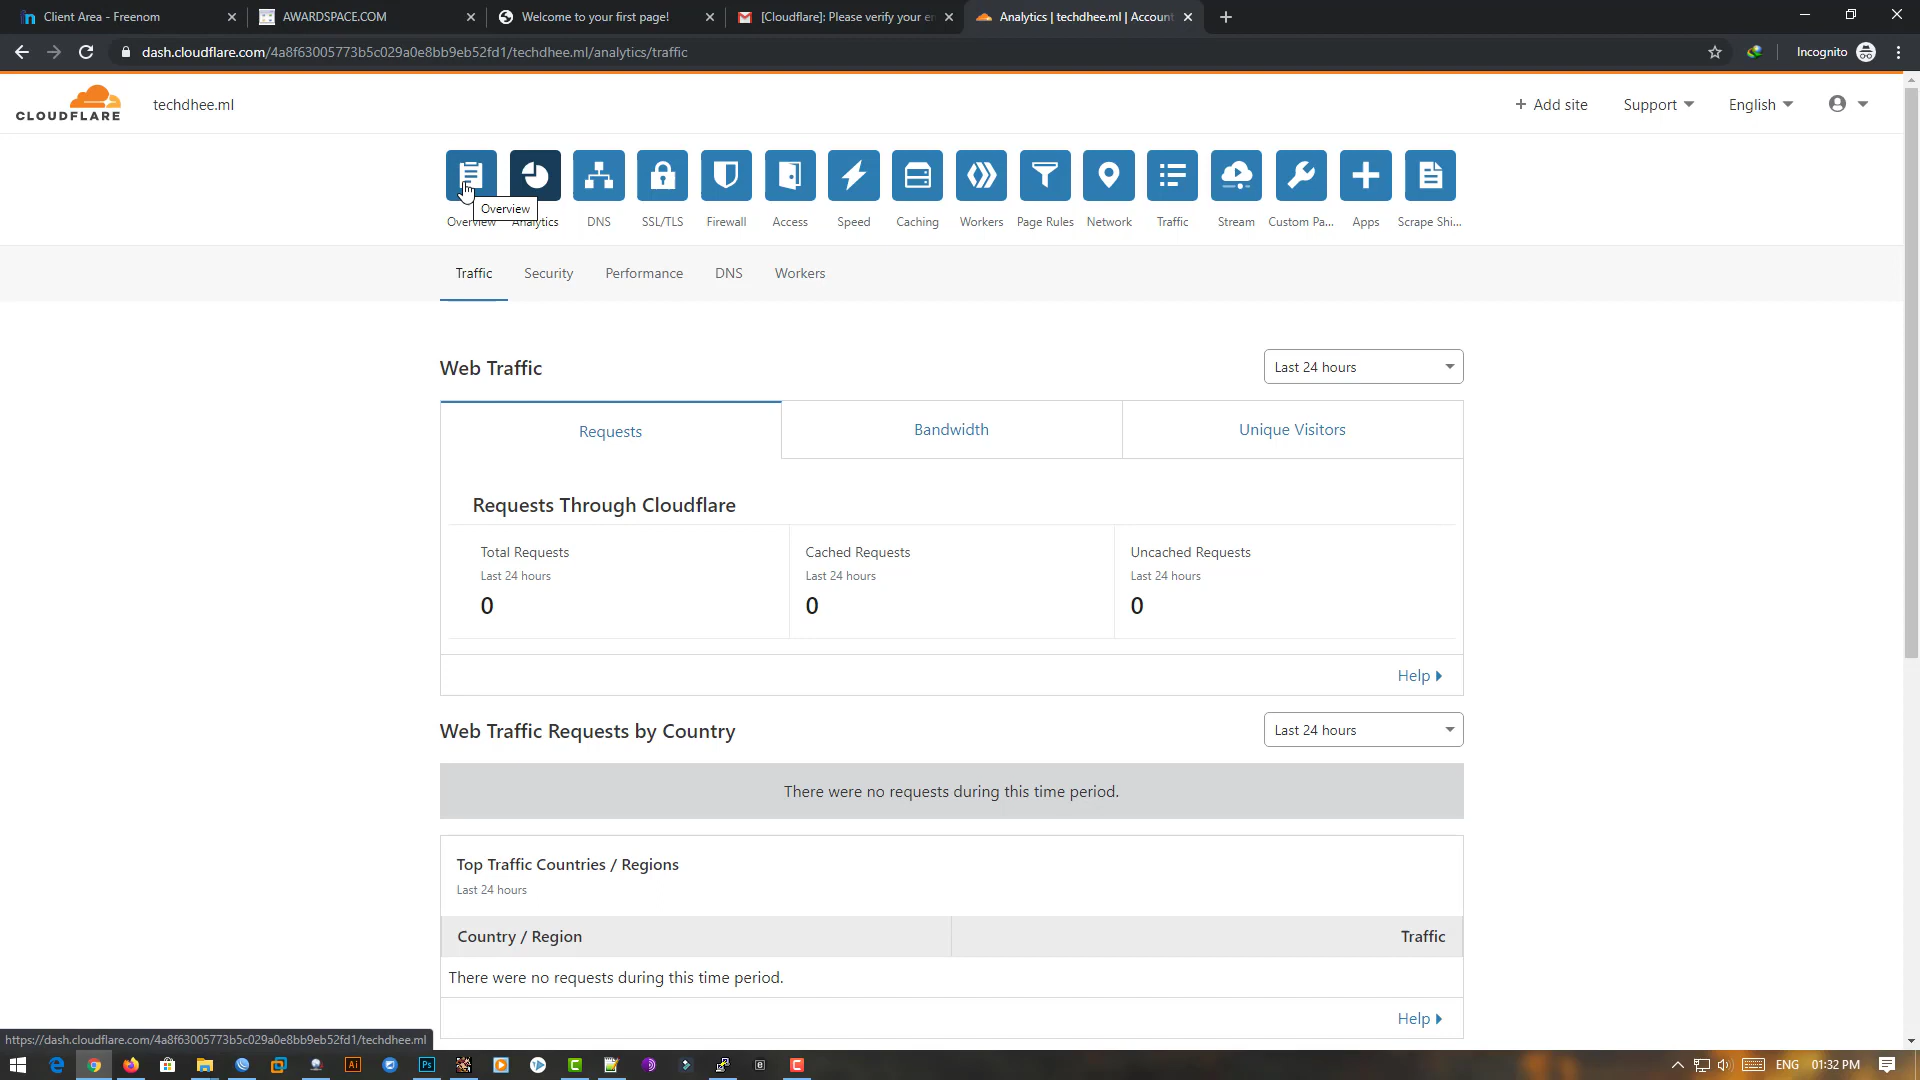 Client Area - Freenom
AWARDSPACE.COM
Welcome to your first page!
[Cloudflare]: Please verify your em
Analytics | techdhee.ml | Account
dash.cloudflare.com/4a8f63005773b5c029a0e8bb9eb52fd1/techdhee.ml/analytics/traffic
Incognito
CLOUDFLARE
techdhee.ml
+ Add site
Support
English
Overview
Overview
Analytics
DNS
SSL/TLS
Firewall
Access
Speed
Caching
Workers
Page Rules
Network
Traffic
Stream
Custom Pa...
Apps
Scrape Shi...
Traffic
Security
Performance
DNS
Workers
Web Traffic
Last 24 hours
Requests
Bandwidth
Unique Visitors
Requests Through Cloudflare
Total Requests
Last 24 hours
0
Cached Requests
Last 24 hours
0
Uncached Requests
Last 24 hours
0
Help
Web Traffic Requests by Country
Last 24 hours
There were no requests during this time period.
Top Traffic Countries / Regions
Last 24 hours
Country / Region
Traffic
There were no requests during this time period.
Help
https://dash.cloudflare.com/4a8f63005773b5c029a0e8bb9eb52fd1/techdhee.ml
ENG
01:32 PM